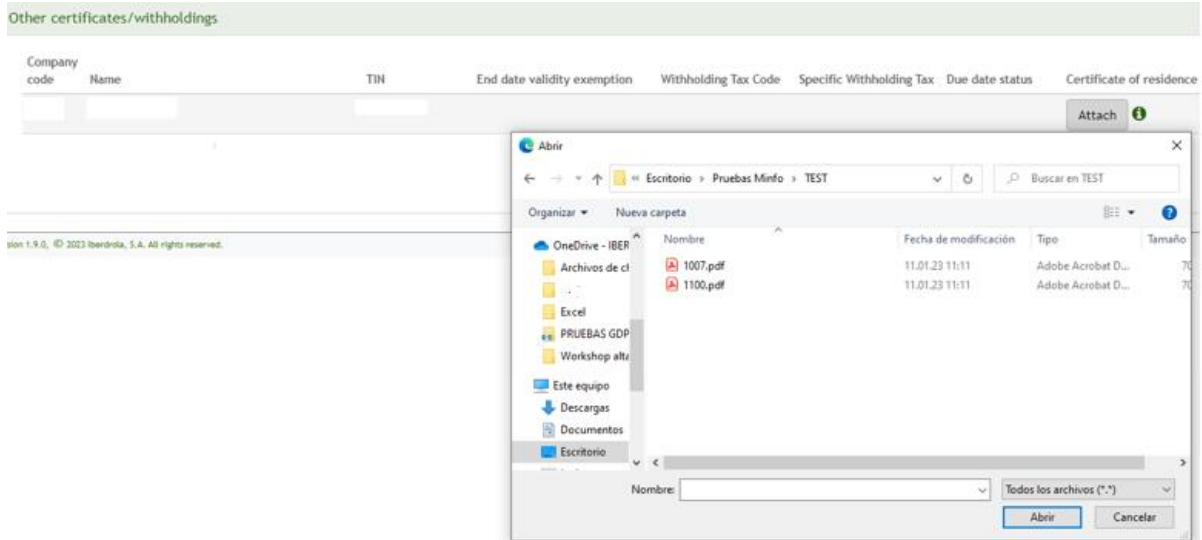 Other certificates/withholdings
Company
code Name TIN End date validity exemption Withholding Tax Code Specific Withholding Tax Due date status Certificate of residence
Attach
Abrir
« Escritorio › Pruebas Minfo › TEST
Buscar en TEST
Organizar Nueva carpeta
Nombre Fecha de modificación Tipo Tamaño
OneDrive - IBER
Archivos de cl
Excel
PRUEBAS GDP
Workshop alta
Este equipo
Descargas
Documentos
Escritorio
1007.pdf 11.01.23 11:11 Adobe Acrobat D... 70
1100.pdf 11.01.23 11:11 Adobe Acrobat D... 70
Nombre: Todos los archivos (*.*)
Abrir Cancelar
sion 1.9.0, © 2023 Iberdrola, S.A. All rights reserved.